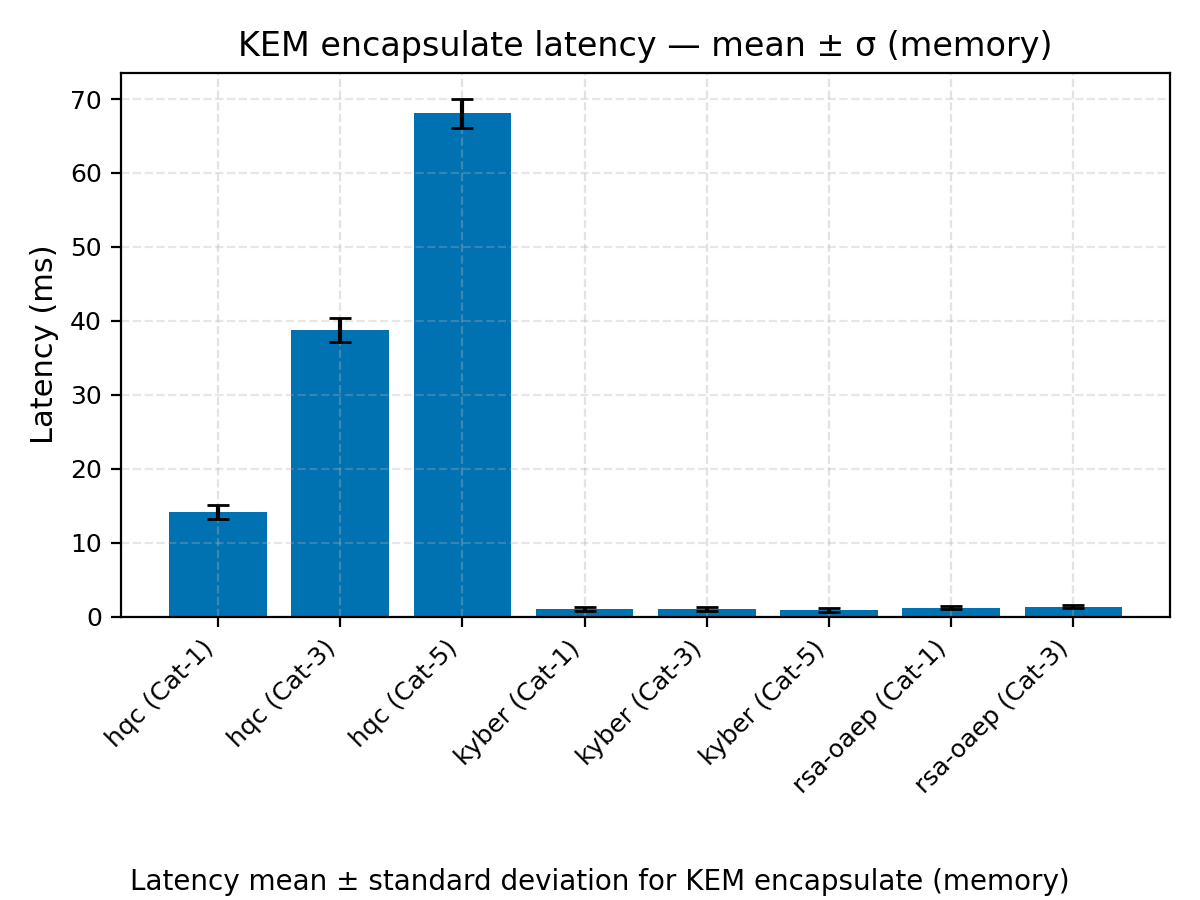 KEM encapsulate latency — mean ± σ (memory)
Latency (ms)
70
60
50
40
30
20
10
0
hqc (Cat-1)
hqc (Cat-3)
hqc (Cat-5)
kyber (Cat-1)
kyber (Cat-3)
kyber (Cat-5)
rsa-oaep (Cat-1)
rsa-oaep (Cat-3)
Latency mean ± standard deviation for KEM encapsulate (memory)